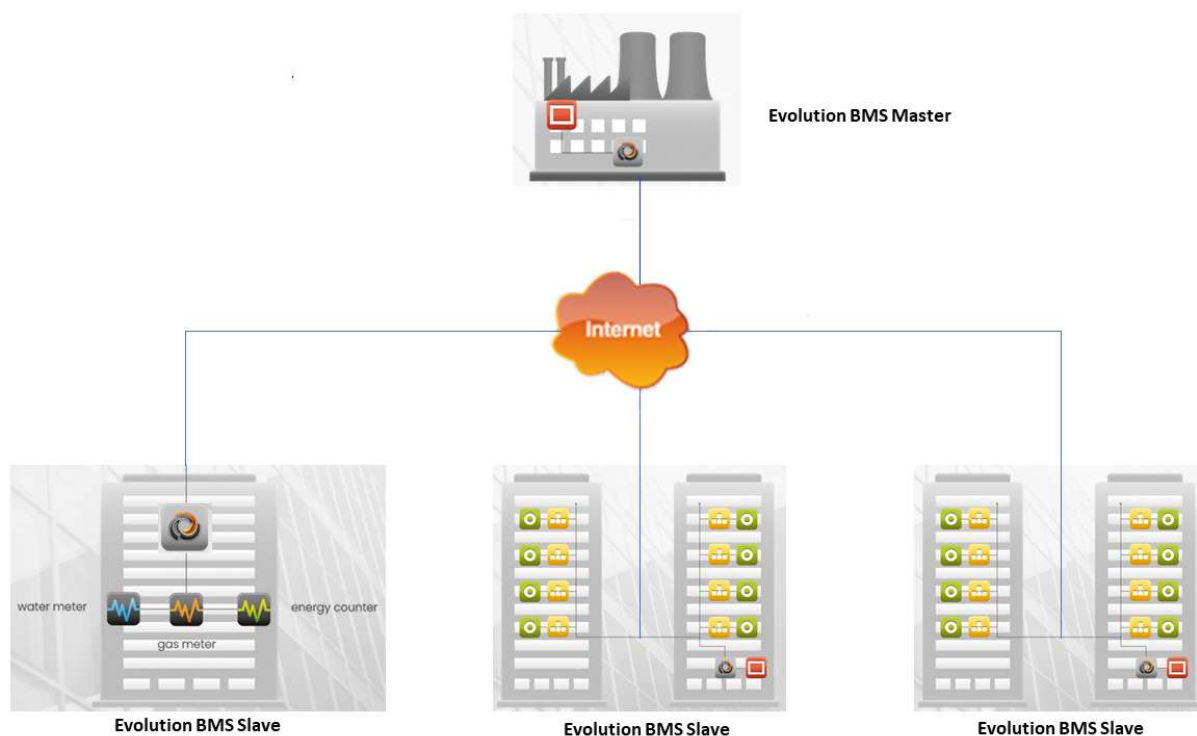 Evolution BMS Master
Internet
water meter
energy counter
gas meter
Evolution BMS Slave
Evolution BMS Slave
Evolution BMS Slave